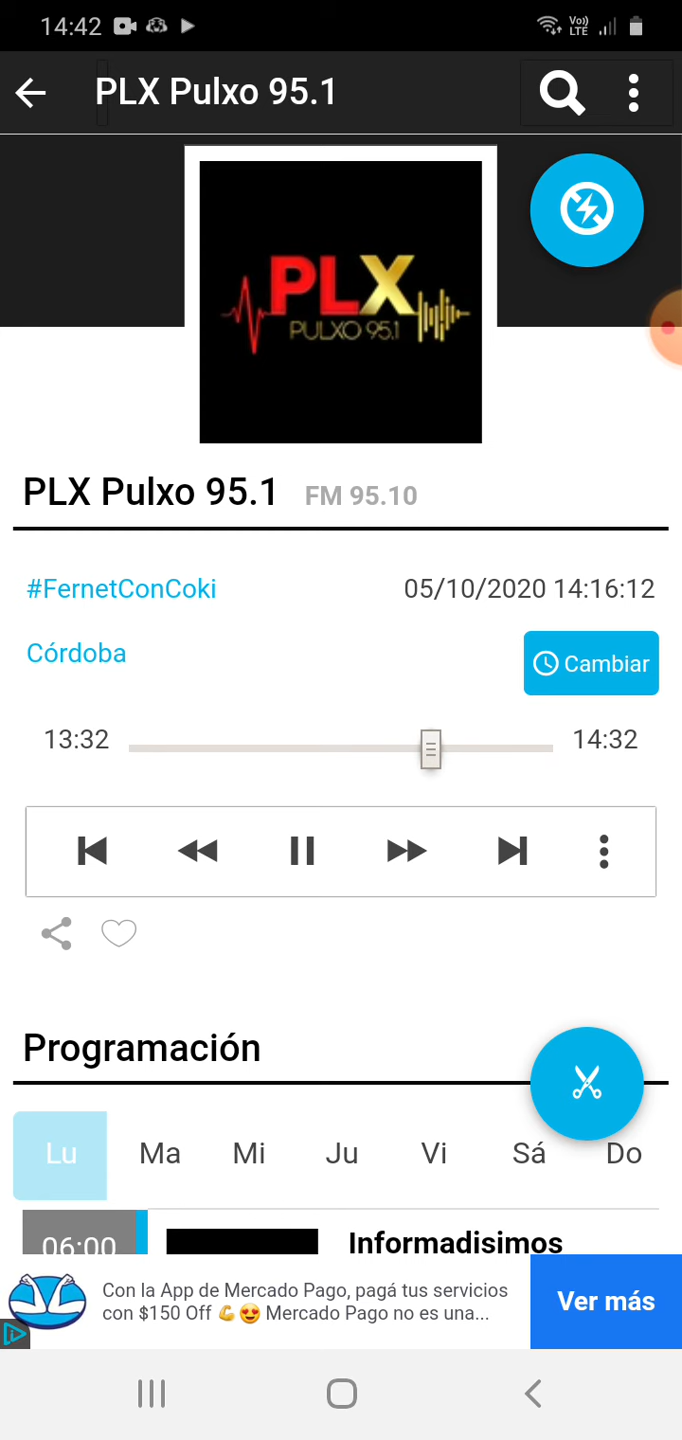 14:42
Vo))
LTE
PLX Pulxo 95.1
PLX
PULXO 95.1
PLX Pulxo 95.1 FM 95.10
#FernetConCoki 05/10/2020 14:16:12
Córdoba
Cambiar
13:32 14:32
Programación
Lu Ma Mi Ju Vi Sá Do
06:00 Informadisimos
Con la App de Mercado Pago, pagá tus servicios
con $150 Off 💪😍 Mercado Pago no es una...
Ver más